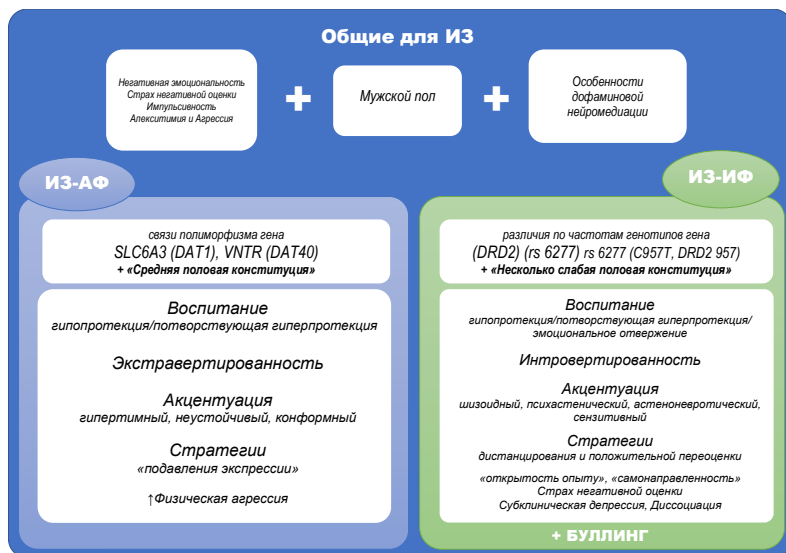 Общие для ИЗ
Негативная эмоциональность
Страх негативной оценки
Импульсивность
Алекситимия и Агрессия
+
Мужской пол
+
Особенности
дофаминовой
нейромедиации
ИЗ-АФ
связи полиморфизма гена
SLC6A3 (DAT1), VNTR (DAT40)
+ «Средняя половая конституция»
Воспитание
гипопротекция/потворствующая гиперпротекция
Экстравертированность
Акцентуация
гипертимный, неустойчивый, конформный
Стратегии
«подавления экспрессии»
↑Физическая агрессия
ИЗ-ИФ
различия по частотам генотипов гена
(DRD2) (rs 6277) rs 6277 (C957T, DRD2 957)
+ «Несколько слабая половая конституция»
Воспитание
гипопротекция/потворствующая гиперпротекция/
эмоциональное отвержение
Интровертированность
Акцентуация
шизоидный, психастенический, астеноневротический,
сензитивный
Стратегии
дистанцирования и положительной переоценки
«открытость опыту», «самонаправленность»
Страх негативной оценки
Субклиническая депрессия, Диссоциация
+ БУЛЛИНГ